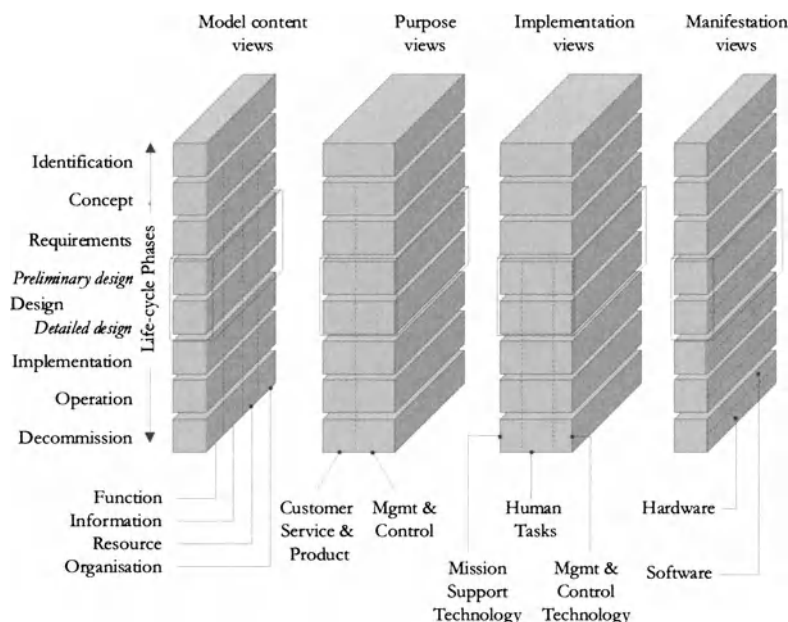 Model content
views
Purpose
views
Implementation
views
Manifestation
views
Identification
Concept
Requirements
Preliminary design
Design
Detailed design
Implementation
Operation
Decommission
Life-cycle Phases
Function
Information
Resource
Organisation
Customer
Service &
Product
Mgmt &
Control
Mission
Support
Technology
Human
Tasks
Mgmt &
Control
Technology
Hardware
Software